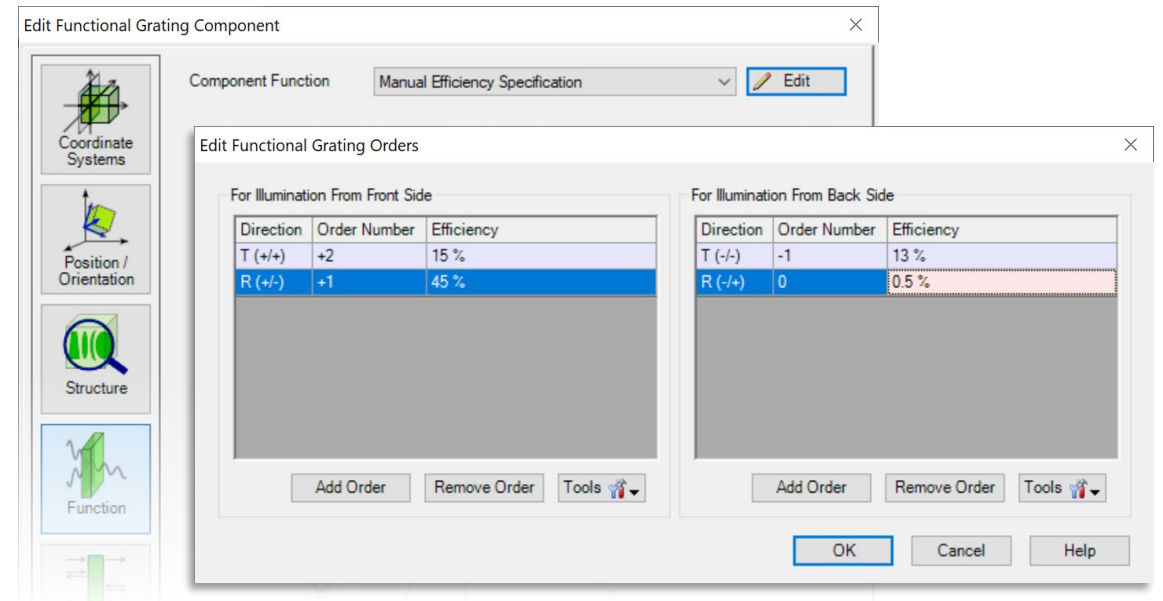 Edit Functional Grating Component
Component Function Manual Efficiency Specification Edit
Coordinate
Systems
Position /
Orientation
Structure
Function
Edit Functional Grating Orders
For Illumination From Front Side
Direction Order Number Efficiency
T (+/+) +2 15 %
R (+/-) +1 45 %
Add Order Remove Order Tools
For Illumination From Back Side
Direction Order Number Efficiency
T (-/-) -1 13 %
R (-/+) 0 0.5 %
Add Order Remove Order Tools
OK Cancel Help